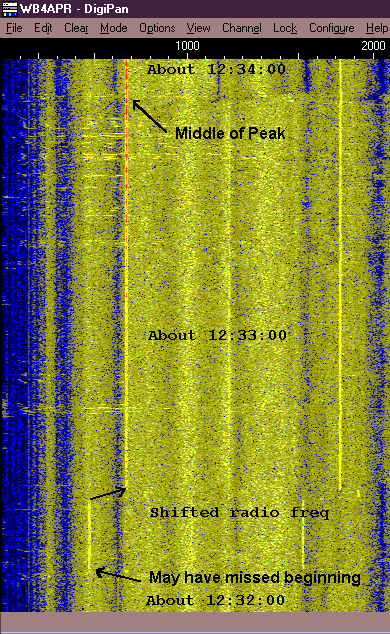 WB4APR - DigiPan
File Edit Clear Mode Options View Channel Lock Configure Help
1000 2000
About 12:34:00
Middle of Peak
About 12:33:00
Shifted radio freq
May have missed beginning
About 12:32:00